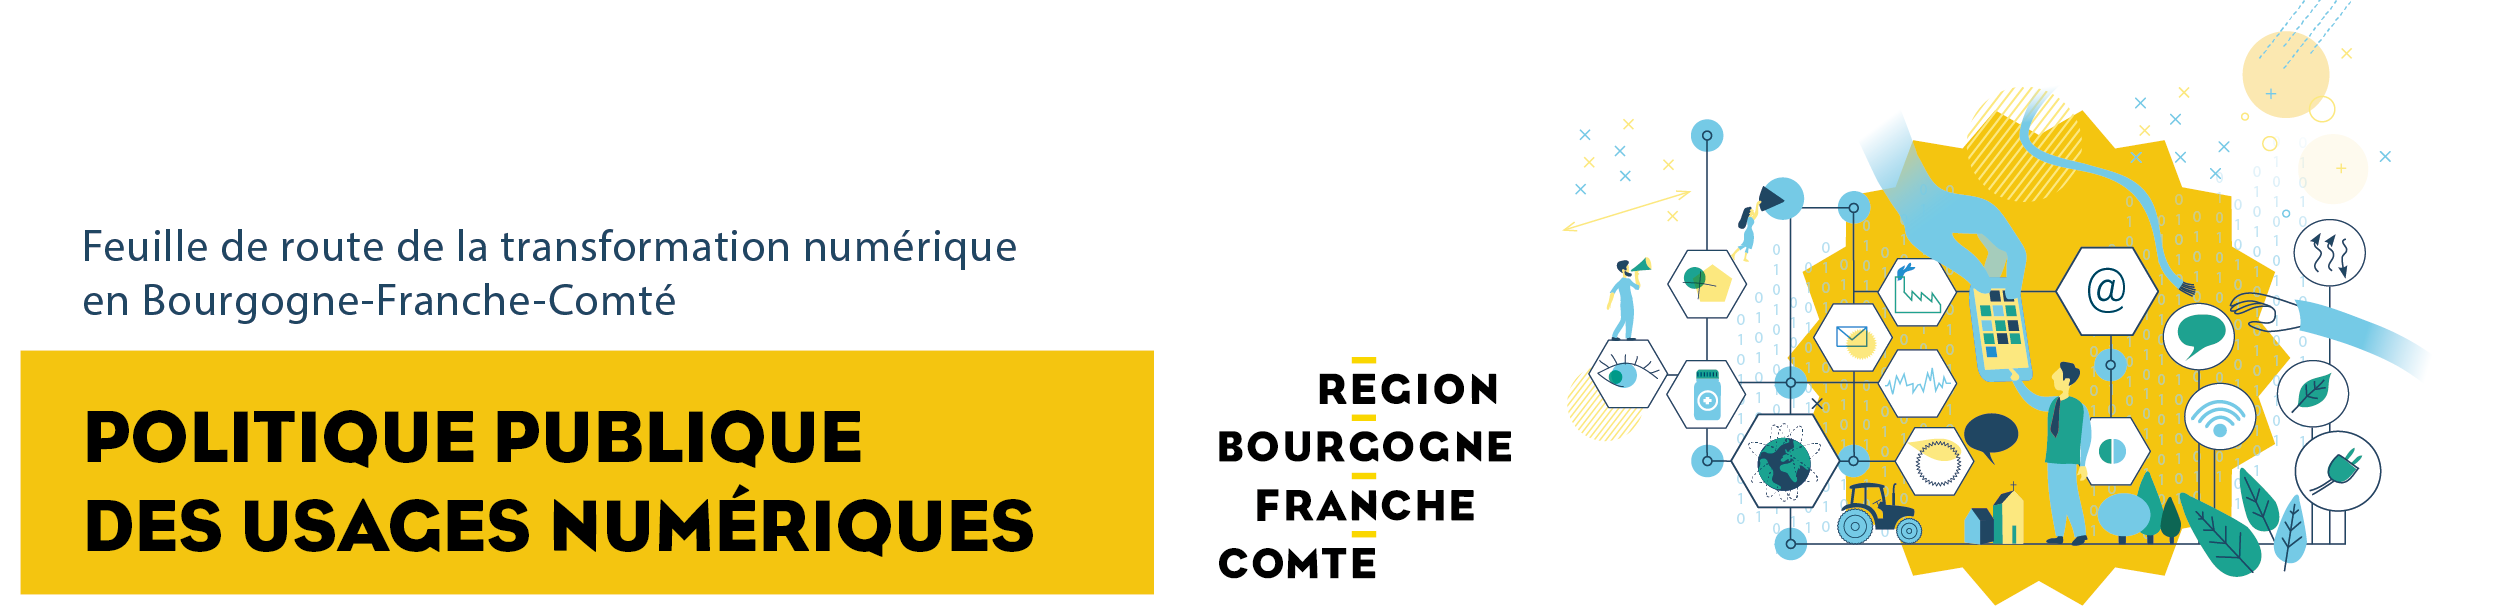 Feuille de route de la transformation numérique
en Bourgogne-Franche-Comté
POLITIQUE PUBLIQUE
DES USAGES NUMÉRIQUES
REGION
BOURGOGNE
FRANCHE
COMTE
@